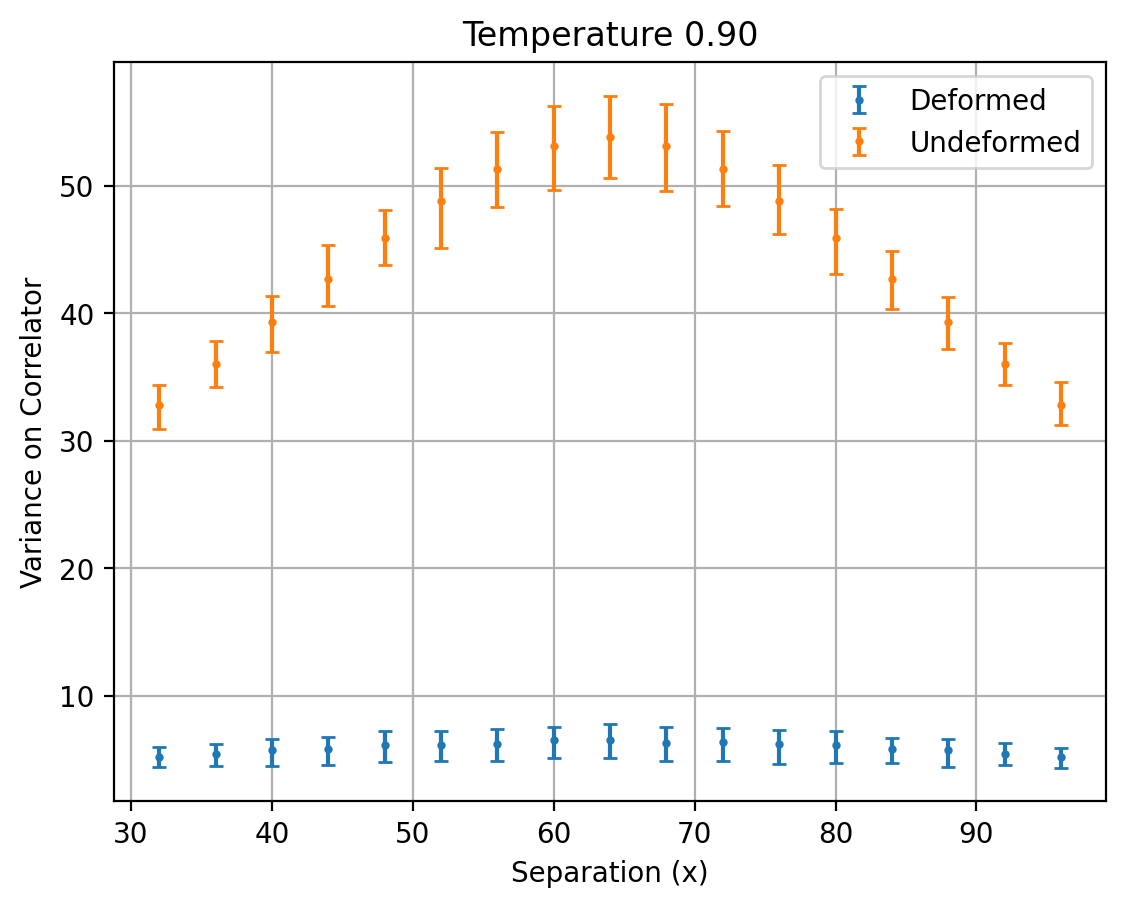 Temperature 0.90
Deformed
Undeformed
Variance on Correlator
50
40
30
20
10
30 40 50 60 70 80 90
Separation (x)